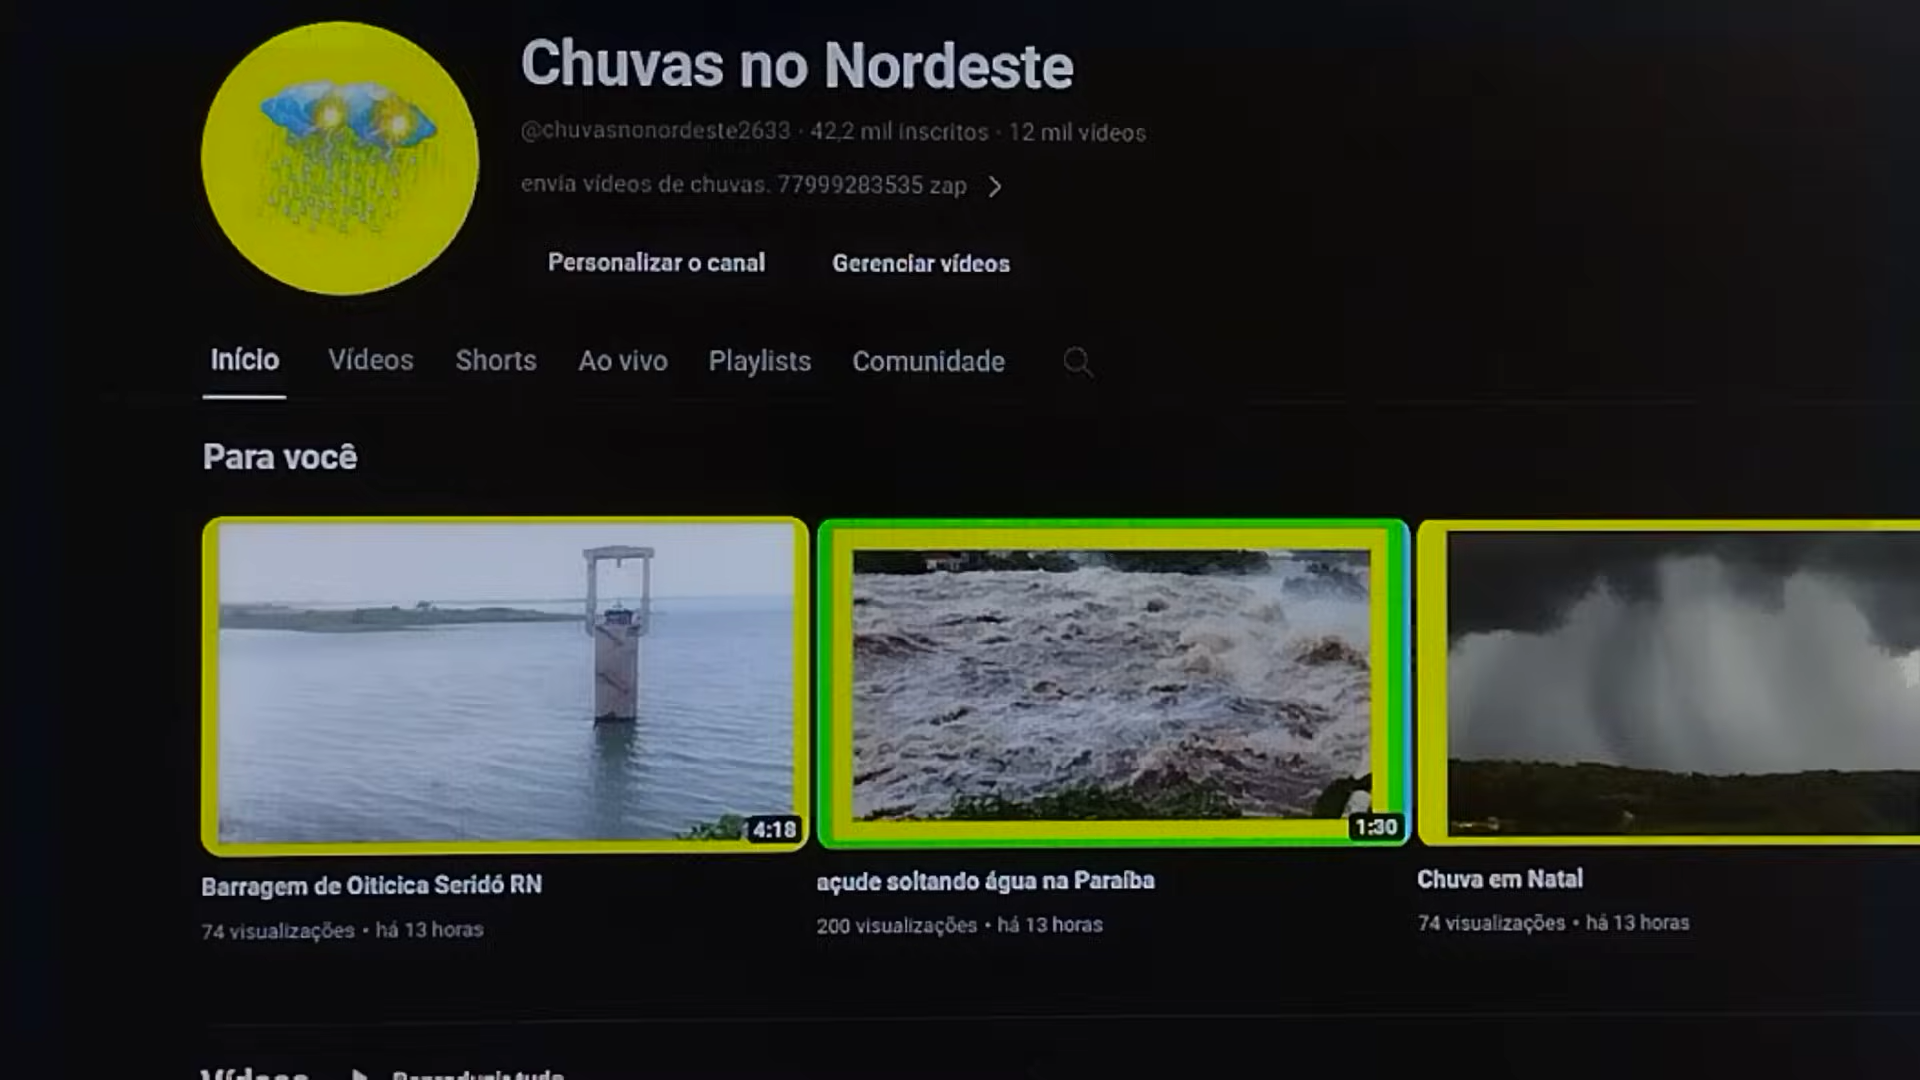 Chuvas no Nordeste
@chuvasnonordeste2633 · 42,2 mil inscritos · 12 mil vídeos
envia vídeos de chuvas. 77999283535 zap
Personalizar o canal
Gerenciar vídeos
Início Vídeos Shorts Ao vivo Playlists Comunidade
Para você
4:18
1:30
Barragem de Oiticica Seridó RN
74 visualizações • há 13 horas
açude soltando água na Paraíba
200 visualizações • há 13 horas
Chuva em Natal
74 visualizações • há 13 horas
Vídeos
Reproduzir tudo